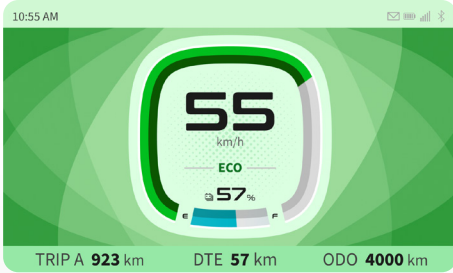 10:55 AM
55
km/h
ECO
57%
E F
TRIP A 923 km DTE 57 km ODO 4000 km